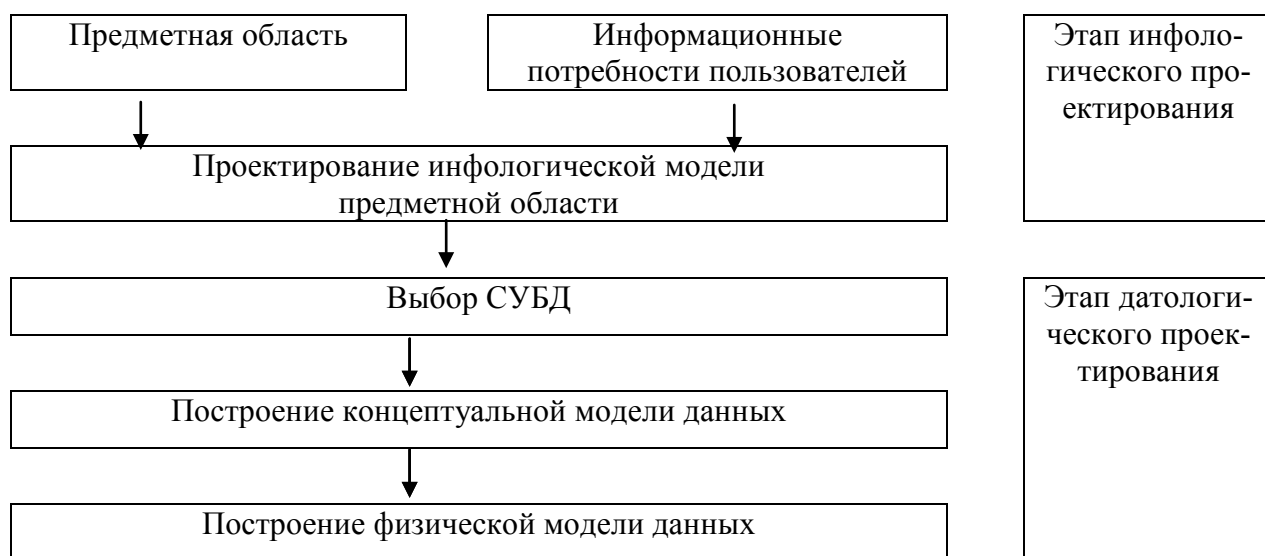 Предметная область
Информационные
потребности пользователей
Этап инфоло-
гического про-
ектирования
Проектирование инфологической модели
предметной области
Выбор СУБД
Этап датологи-
ческого проек-
тирования
Построение концептуальной модели данных
Построение физической модели данных